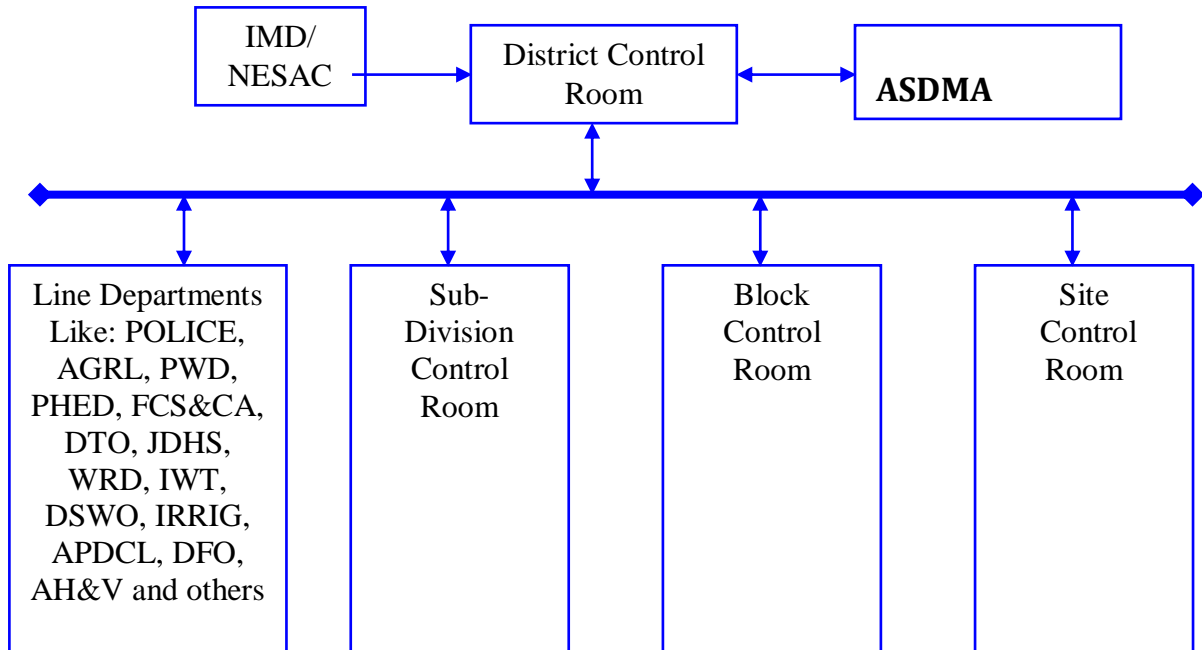 IMD/
NESAC
District Control
Room
ASDMA
Line Departments
Like: POLICE,
AGRL, PWD,
PHED, FCS&CA,
DTO, JDHS,
WRD, IWT,
DSWO, IRRIG,
APDCL, DFO,
AH&V and others
Sub-
Division
Control
Room
Block
Control
Room
Site
Control
Room